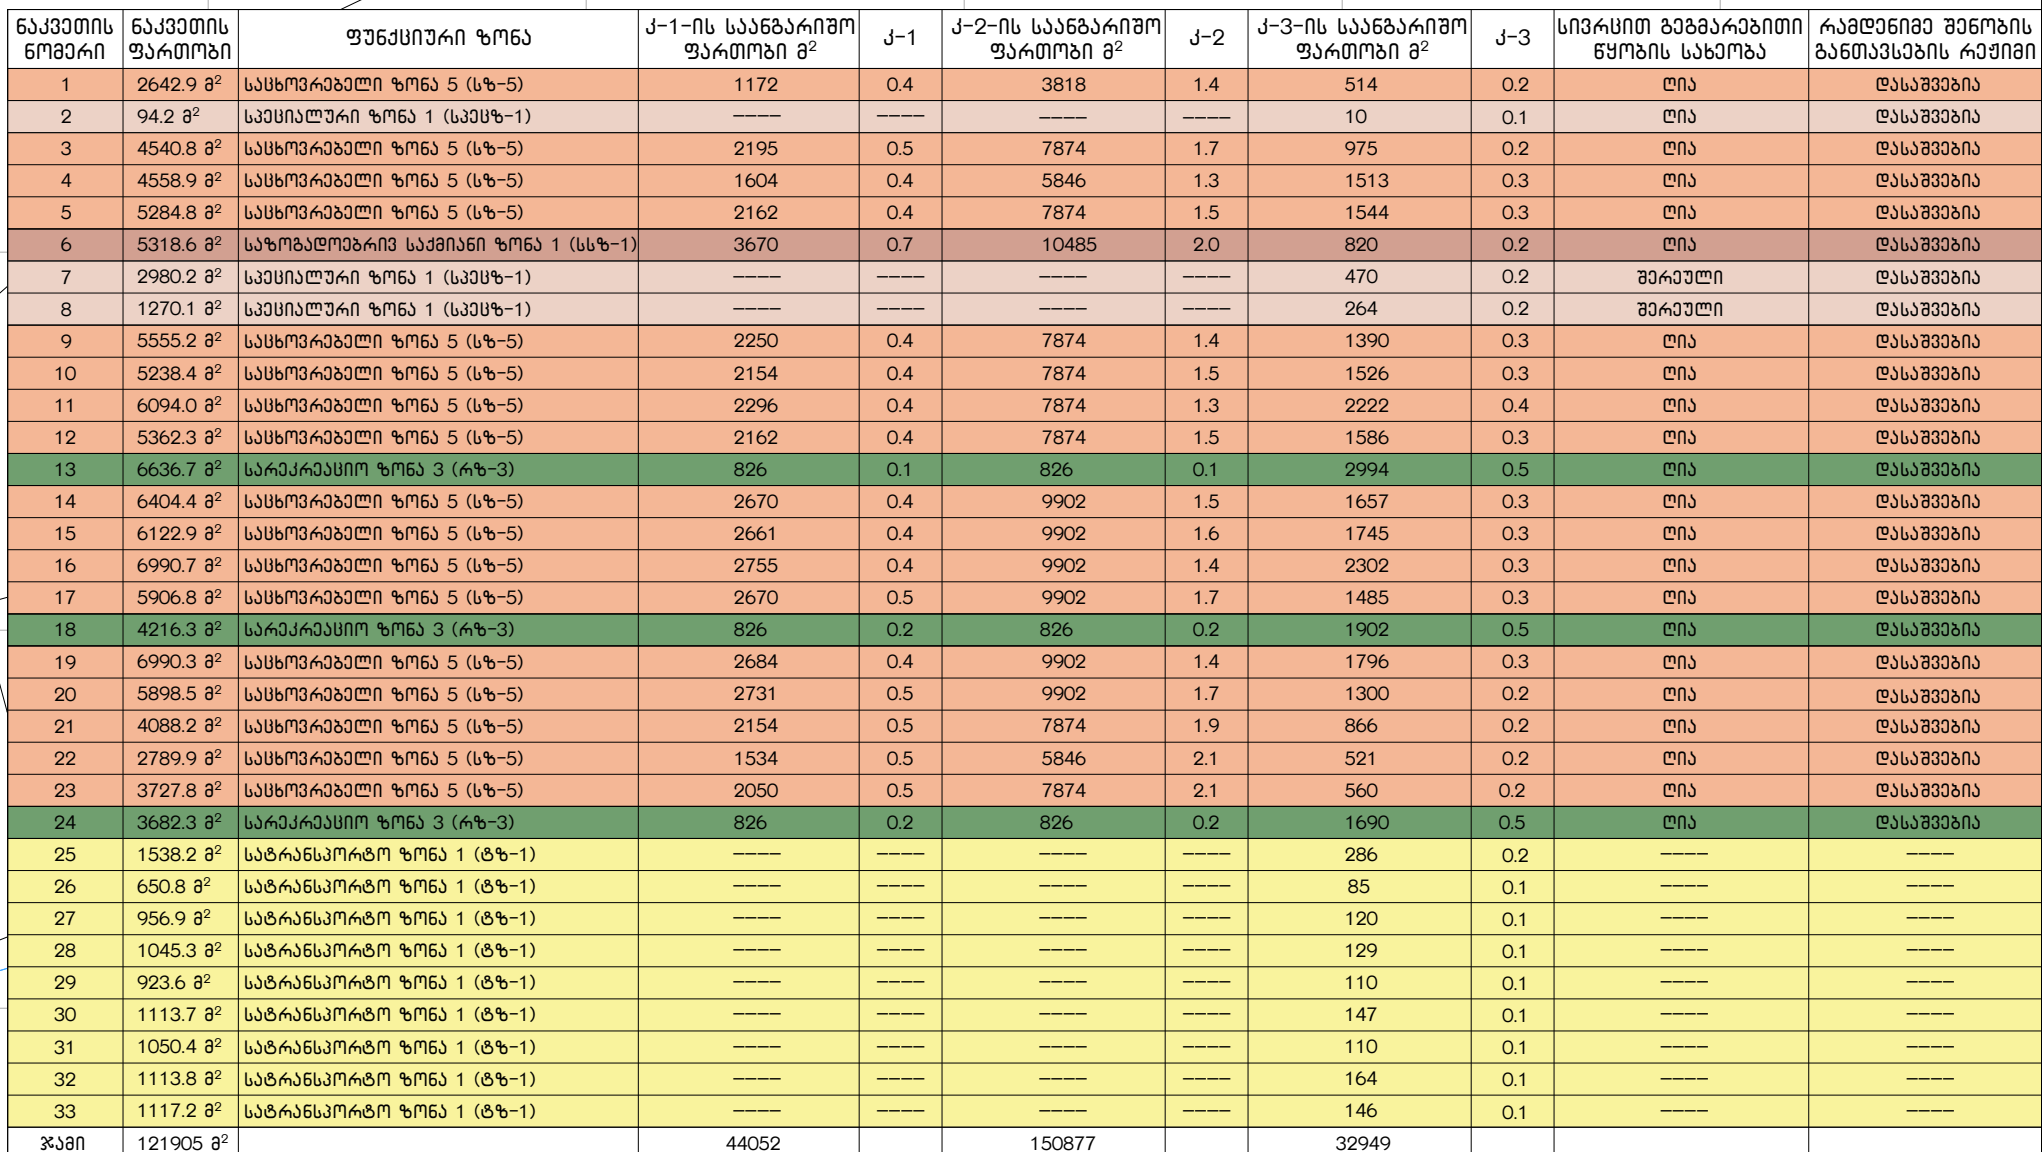 ნაკვეთის ნომერი ნაკვეთის ფართობი ფუნქციური ზონა კ-1-ის საანგარიშო ფართობი მ² კ-1 კ-2-ის საანგარიშო ფართობი მ² კ-2 კ-3-ის საანგარიშო ფართობი მ² კ-3 სივრცით გეგმარებითი წყობის სახეობა რამდენიმე შენობის განთავსების რეჟიმი
1 2642.9 მ² საცხოვრებელი ზონა 5 (სზ-5) 1172 0.4 3818 1.4 514 0.2 ღია დასაშვებია
2 94.2 მ² სპეციალური ზონა 1 (სპეცზ-1) ---- ---- ---- ---- 10 0.1 ღია დასაშვებია
3 4540.8 მ² საცხოვრებელი ზონა 5 (სზ-5) 2195 0.5 7874 1.7 975 0.2 ღია დასაშვებია
4 4558.9 მ² საცხოვრებელი ზონა 5 (სზ-5) 1604 0.4 5846 1.3 1513 0.3 ღია დასაშვებია
5 5284.8 მ² საცხოვრებელი ზონა 5 (სზ-5) 2162 0.4 7874 1.5 1544 0.3 ღია დასაშვებია
6 5318.6 მ² საზოგადოებრივ საქმიანი ზონა 1 (სსზ-1) 3670 0.7 10485 2.0 820 0.2 ღია დასაშვებია
7 2980.2 მ² სპეციალური ზონა 1 (სპეცზ-1) ---- ---- ---- ---- 470 0.2 შერეული დასაშვებია
8 1270.1 მ² სპეციალური ზონა 1 (სპეცზ-1) ---- ---- ---- ---- 264 0.2 შერეული დასაშვებია
9 5555.2 მ² საცხოვრებელი ზონა 5 (სზ-5) 2250 0.4 7874 1.4 1390 0.3 ღია დასაშვებია
10 5238.4 მ² საცხოვრებელი ზონა 5 (სზ-5) 2154 0.4 7874 1.5 1526 0.3 ღია დასაშვებია
11 6094.0 მ² საცხოვრებელი ზონა 5 (სზ-5) 2296 0.4 7874 1.3 2222 0.4 ღია დასაშვებია
12 5362.3 მ² საცხოვრებელი ზონა 5 (სზ-5) 2162 0.4 7874 1.5 1586 0.3 ღია დასაშვებია
13 6636.7 მ² სარეკრეაციო ზონა 3 (რზ-3) 826 0.1 826 0.1 2994 0.5 ღია დასაშვებია
14 6404.4 მ² საცხოვრებელი ზონა 5 (სზ-5) 2670 0.4 9902 1.5 1657 0.3 ღია დასაშვებია
15 6122.9 მ² საცხოვრებელი ზონა 5 (სზ-5) 2661 0.4 9902 1.6 1745 0.3 ღია დასაშვებია
16 6990.7 მ² საცხოვრებელი ზონა 5 (სზ-5) 2755 0.4 9902 1.4 2302 0.3 ღია დასაშვებია
17 5906.8 მ² საცხოვრებელი ზონა 5 (სზ-5) 2670 0.5 9902 1.7 1485 0.3 ღია დასაშვებია
18 4216.3 მ² სარეკრეაციო ზონა 3 (რზ-3) 826 0.2 826 0.2 1902 0.5 ღია დასაშვებია
19 6990.3 მ² საცხოვრებელი ზონა 5 (სზ-5) 2684 0.4 9902 1.4 1796 0.3 ღია დასაშვებია
20 5898.5 მ² საცხოვრებელი ზონა 5 (სზ-5) 2731 0.5 9902 1.7 1300 0.2 ღია დასაშვებია
21 4088.2 მ² საცხოვრებელი ზონა 5 (სზ-5) 2154 0.5 7874 1.9 866 0.2 ღია დასაშვებია
22 2789.9 მ² საცხოვრებელი ზონა 5 (სზ-5) 1534 0.5 5846 2.1 521 0.2 ღია დასაშვებია
23 3727.8 მ² საცხოვრებელი ზონა 5 (სზ-5) 2050 0.5 7874 2.1 560 0.2 ღია დასაშვებია
24 3682.3 მ² სარეკრეაციო ზონა 3 (რზ-3) 826 0.2 826 0.2 1690 0.5 ღია დასაშვებია
25 1538.2 მ² სატრანსპორტო ზონა 1 (ტზ-1) ---- ---- ---- ---- 286 0.2 ---- ----
26 650.8 მ² სატრანსპორტო ზონა 1 (ტზ-1) ---- ---- ---- ---- 85 0.1 ---- ----
27 956.9 მ² სატრანსპორტო ზონა 1 (ტზ-1) ---- ---- ---- ---- 120 0.1 ---- ----
28 1045.3 მ² სატრანსპორტო ზონა 1 (ტზ-1) ---- ---- ---- ---- 129 0.1 ---- ----
29 923.6 მ² სატრანსპორტო ზონა 1 (ტზ-1) ---- ---- ---- ---- 110 0.1 ---- ----
30 1113.7 მ² სატრანსპორტო ზონა 1 (ტზ-1) ---- ---- ---- ---- 147 0.1 ---- ----
31 1050.4 მ² სატრანსპორტო ზონა 1 (ტზ-1) ---- ---- ---- ---- 110 0.1 ---- ----
32 1113.8 მ² სატრანსპორტო ზონა 1 (ტზ-1) ---- ---- ---- ---- 164 0.1 ---- ----
33 1117.2 მ² სატრანსპორტო ზონა 1 (ტზ-1) ---- ---- ---- ---- 146 0.1 ---- ----
ჯამი 121905 მ² 44052 150877 32949